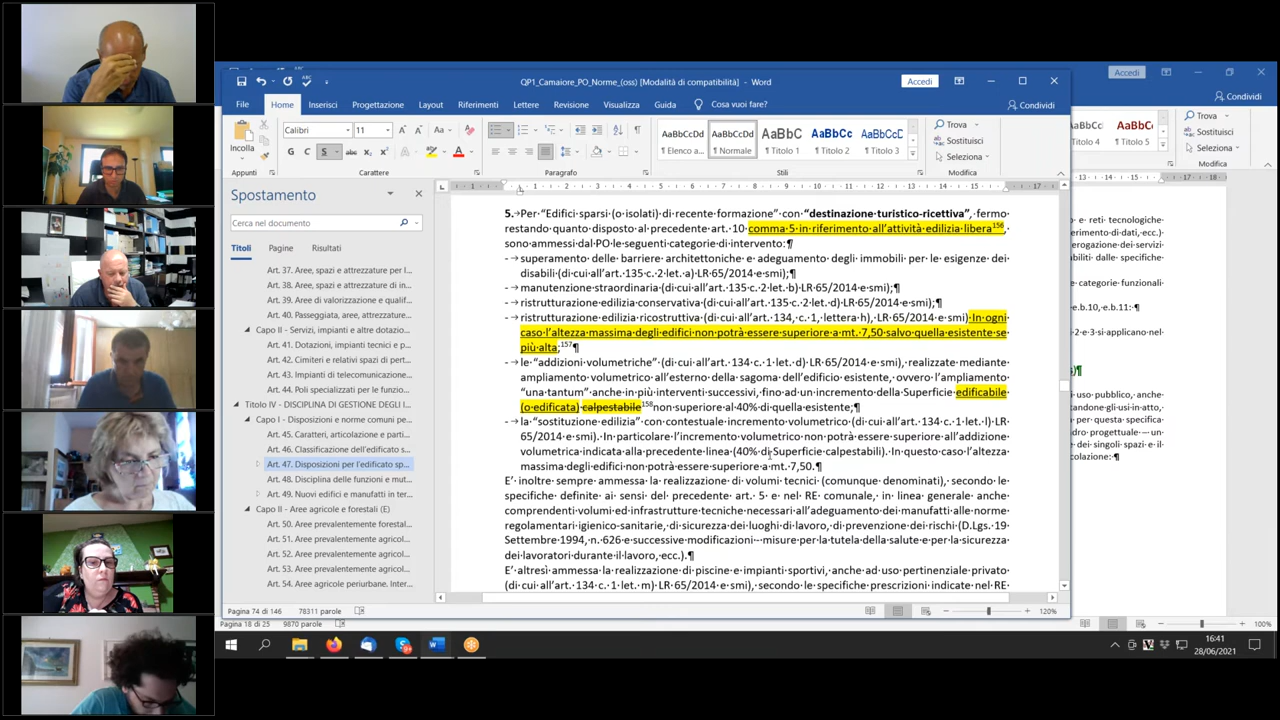 QP1_Camaiore_PO_Norme_(oss) [Modalità di compatibilità] - Word
Accedi
Accedi
File Home Inserisci Progettazione Layout Riferimenti Lettere Revisione Visualizza Guida Cosa vuoi fare?
Condividi
Condividi
Incolla
Calibri 11
Appunti Carattere Paragrafo Stili Modifica
AaBbCcDd AaBbCcDd AaBbC AaBbCc AaBbCcD
¶ Elenco a... ¶ Normale ¶ Titolo 1 ¶ Titolo 2 ¶ Titolo 3
Trova
Sostituisci
Seleziona
Trova
Sostituisci
Seleziona
¶ Titolo 4 ¶ Titolo 5
Modifica
Spostamento
Cerca nel documento
Titoli Pagine Risultati
Art. 37. Aree, spazi e attrezzature per l...
Art. 38. Aree, spazi e attrezzature di in...
Art. 39. Aree di valorizzazione e qualif...
Art. 40. Passeggiata, aree, attrezzature...
Capo II - Servizi, impianti e altre dotazio...
Art. 41. Dotazioni, impianti tecnici e p...
Art. 42. Cimiteri e relativi spazi di pert...
Art. 43. Impianti di telecomunicazione...
Art. 44. Poli specializzati per le funzio...
Titolo IV - DISCIPLINA DI GESTIONE DEGLI I...
Capo I - Disposizioni e norme comuni pe...
Art. 45. Caratteri, articolazione e parti...
Art. 46. Classificazione dell'edificato s...
Art. 47. Disposizioni per l'edificato sp...
Art. 48. Disciplina delle funzioni e mut...
Art. 49. Nuovi edifici e manufatti in ter...
Capo II - Aree agricole e forestali (E)
Art. 50. Aree prevalentemente forestal...
Art. 51. Aree prevalentemente agricol...
Art. 52. Aree prevalentemente agricol...
Art. 53. Aree prevalentemente agricol...
Art. 54. Aree agricole periurbane. Inter...
5.→Per·“Edifici·sparsi·(o·isolati)·di·recente·formazione”·con·“destinazione·turistico-ricettiva”,·fermo·
restando·quanto·disposto·al·precedente·art.·10·comma·5·in·riferimento·all’attività·edilizia·libera156,·
sono·ammessi·dal·PO·le·seguenti·categorie·di·intervento:¶
-→superamento·delle·barriere·architettoniche·e·adeguamento·degli·immobili·per·le·esigenze·dei·
disabili·(di·cui·all’art.·135·c.·2·let.·a)·LR·65/2014·e·smi);¶
-→manutenzione·straordinaria·(di·cui·all’art.·135·c.·2·let.·b)·LR·65/2014·e·smi);¶
-→ristrutturazione·edilizia·conservativa·(di·cui·all’art.·135·c.·2·let.·d)·LR·65/2014·e·smi);¶
-→ristrutturazione·edilizia·ricostruttiva·(di·cui·all’art.·134,·c.·1,·lettera·h),·LR·65/2014·e·smi).·In·ogni·
caso·l’altezza·massima·degli·edifici·non·potrà·essere·superiore·a·mt.·7,50·salvo·quella·esistente·se·
più·alta;157¶
-→le·“addizioni·volumetriche”·(di·cui·all’art.·134·c.·1·let.·d)·LR·65/2014·e·smi),·realizzate·mediante·
ampliamento·volumetrico·all’esterno·della·sagoma·dell’edificio·esistente,·ovvero·l’ampliamento·
“una·tantum”·anche·in·più·interventi·successivi,·fino·ad·un·incremento·della·Superficie·edificabile·
(o·edificata)·calpestabile158non·superiore·al·40%·di·quella·esistente;¶
-→la·“sostituzione·edilizia”·con·contestuale·incremento·volumetrico·(di·cui·all’art.·134·c.·1·let.·l)·LR·
65/2014·e·smi).·In·particolare·l’incremento·volumetrico·non·potrà·essere·superiore·all’addizione·
volumetrica·indicata·alla·precedente·linea·(40%·di·Superficie·calpestabili).·In·questo·caso·l’altezza·
massima·degli·edifici·non·potrà·essere·superiore·a·mt.·7,50.¶
E’·inoltre·sempre·ammessa·la·realizzazione·di·volumi·tecnici·(comunque·denominati),·secondo·le·
specifiche·definite·ai·sensi·del·precedente·art.·5·e·nel·RE·comunale,·in·linea·generale·anche·
comprendenti·volumi·ed·infrastrutture·tecniche·necessari·all’adeguamento·dei·manufatti·alle·norme·
regolamentari·igienico-sanitarie,·di·sicurezza·dei·luoghi·di·lavoro,·di·prevenzione·dei·rischi·(D.Lgs.·19·
Settembre·1994,·n.·626·e·successive·modificazioni·-·misure·per·la·tutela·della·salute·e·per·la·sicurezza·
dei·lavoratori·durante·il·lavoro,·ecc.).¶
E’·altresì·ammessa·la·realizzazione·di·piscine·e·impianti·sportivi,·anche·ad·uso·pertinenziale·privato·
(di·cui·all’art.·134·c.·1·let.·m)·LR·65/2014·e·smi),·secondo·le·specifiche·prescrizioni·indicate·nel·RE·
Pagina 74 di 146 78311 parole 120%
Pagina 18 di 25 9870 parole 100%
16:41
28/06/2021